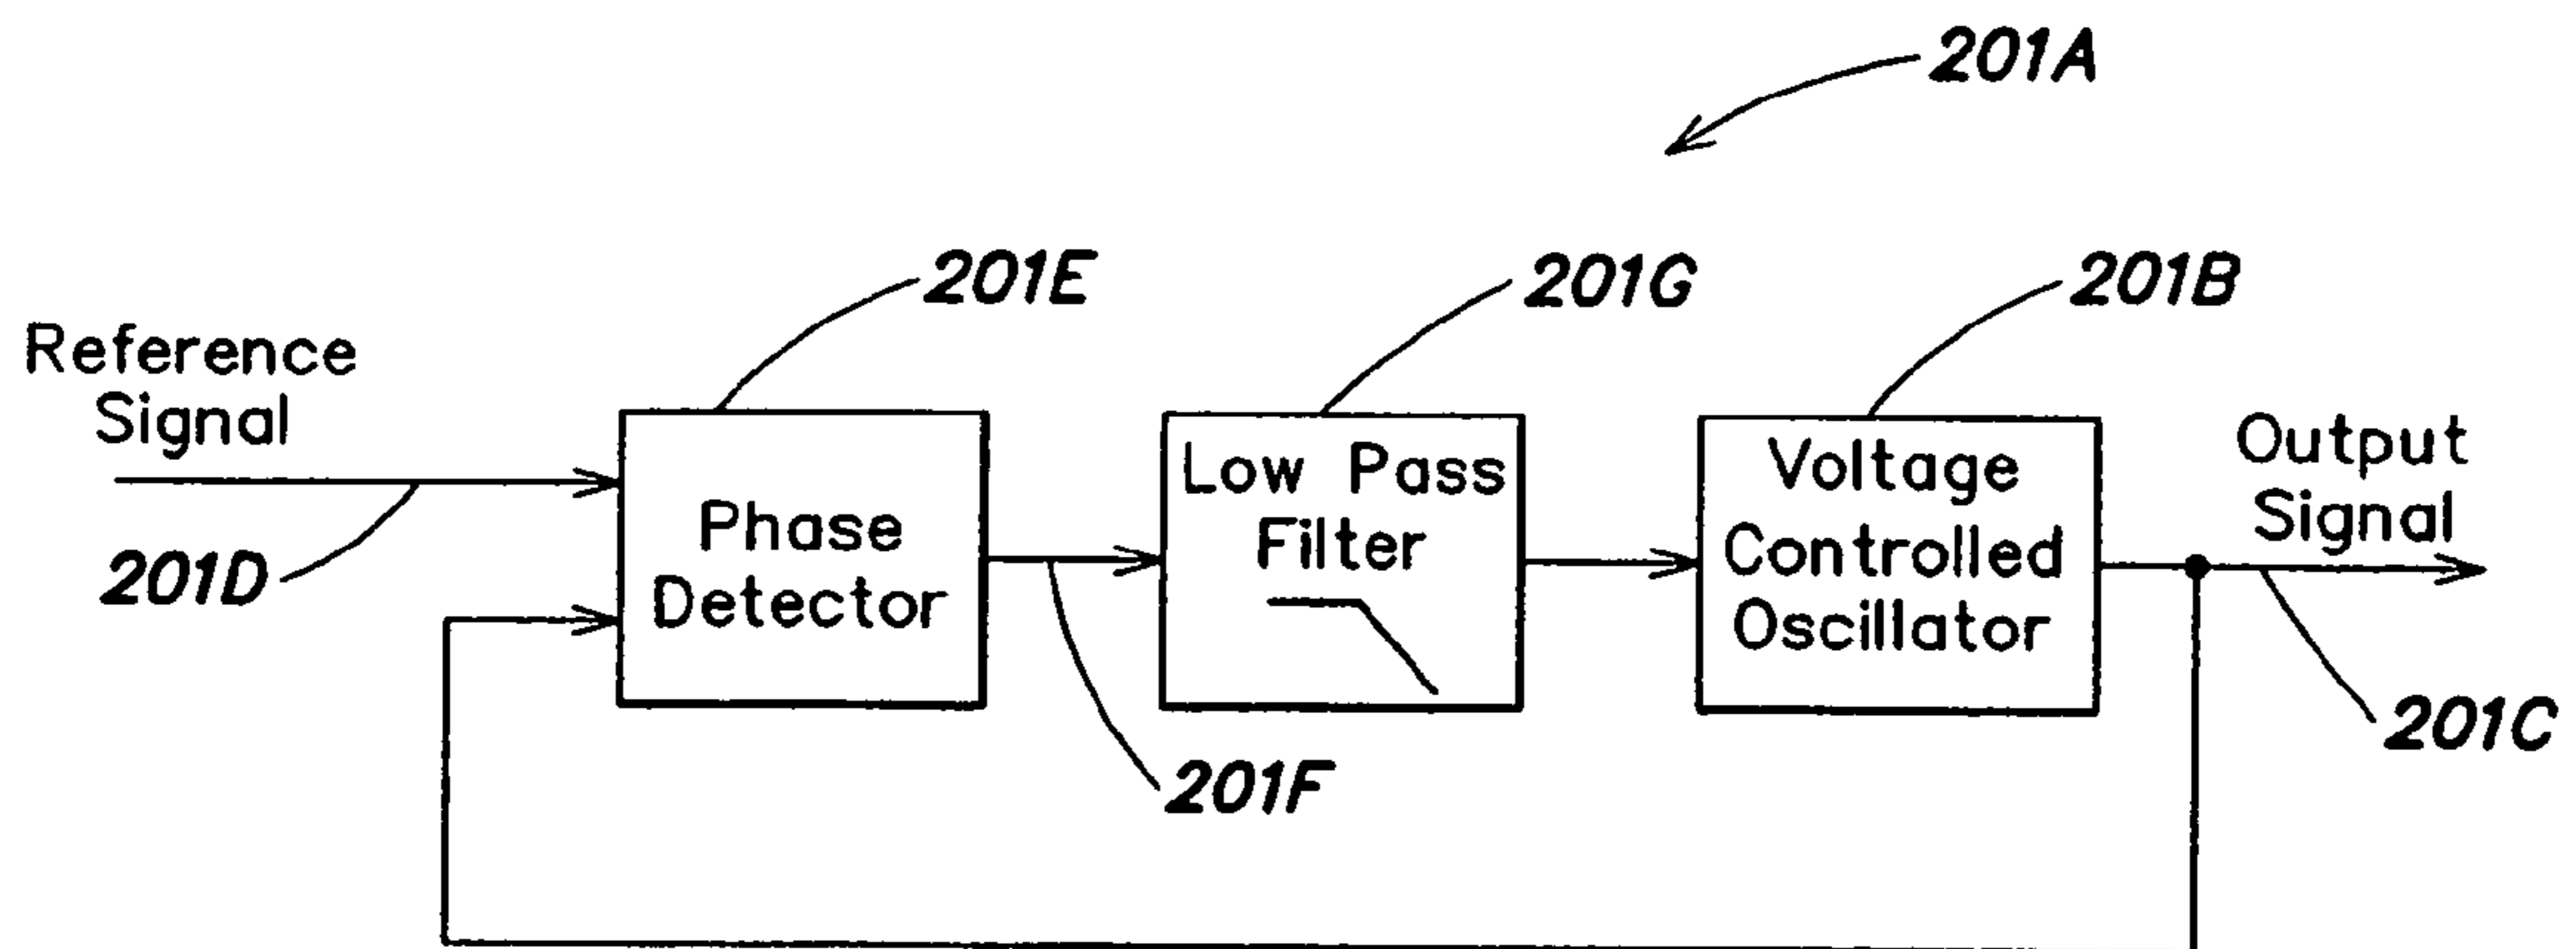 201A
201E
201G
201B
Reference
Signal
201D
Phase
Detector
201F
Low Pass
Filter
Voltage
Controlled
Oscillator
Output
Signal
201C